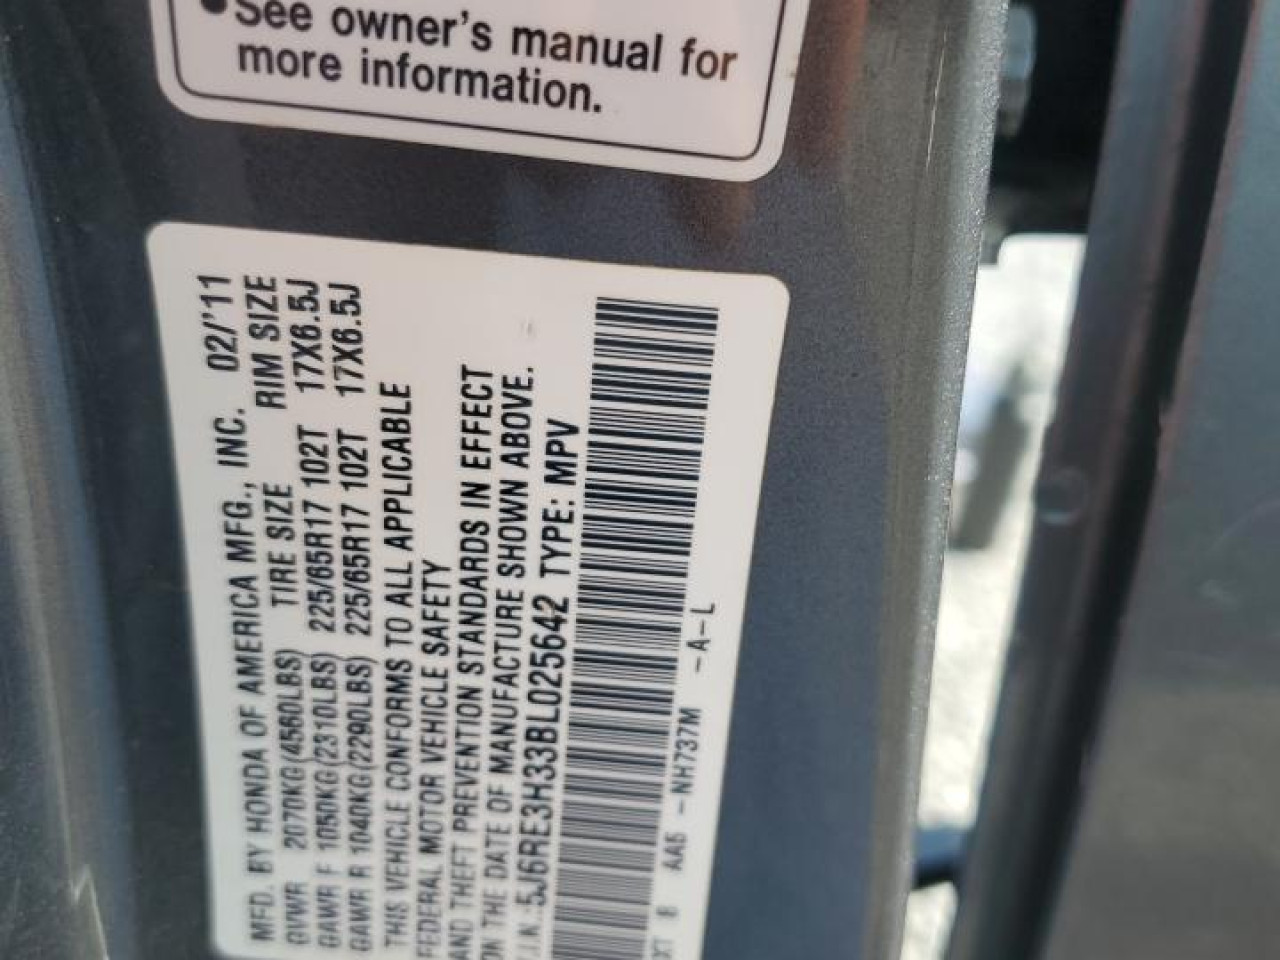 See owner's manual for
more information.
MFD. BY HONDA OF AMERICA MFG., INC. 02/'11
GVWR 2070KG(4560LBS) TIRE SIZE RIM SIZE
GAWR F 1050KG(2310LBS) 225/65R17 102T 17X6.5J
GAWR R 1040KG(2290LBS) 225/65R17 102T 17X6.5J
THIS VEHICLE CONFORMS TO ALL APPLICABLE
FEDERAL MOTOR VEHICLE SAFETY
AND THEFT PREVENTION STANDARDS IN EFFECT
ON THE DATE OF MANUFACTURE SHOWN ABOVE.
V.I.N.:5J6RE3H33BL025642 TYPE: MPV
XT B AA5 -NH737M -A-L